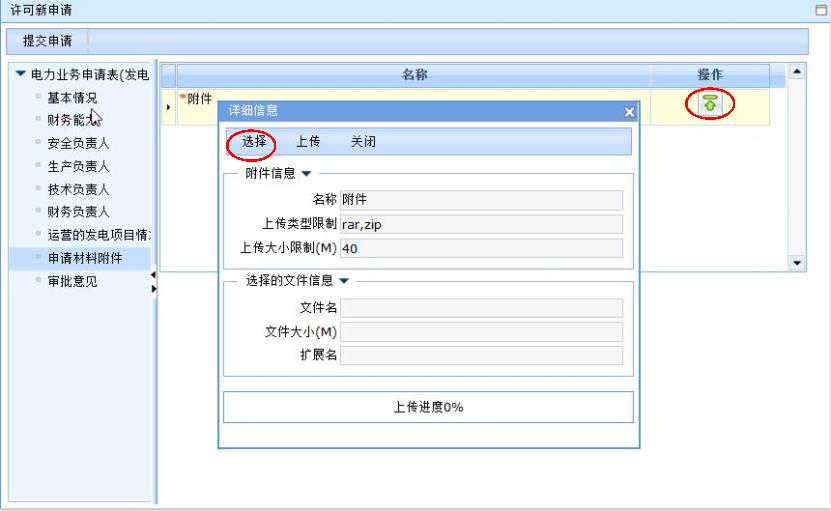 许可新申请
提交申请
电力业务申请表(发电
基本情况
财务能力
安全负责人
生产负责人
技术负责人
财务负责人
运营的发电项目情
申请材料附件
审批意见
名称 操作
*附件
详细信息
选择 上传 关闭
附件信息
名称 附件
上传类型限制 rar,zip
上传大小限制(M) 40
选择的文件信息
文件名
文件大小(M)
扩展名
上传进度0%